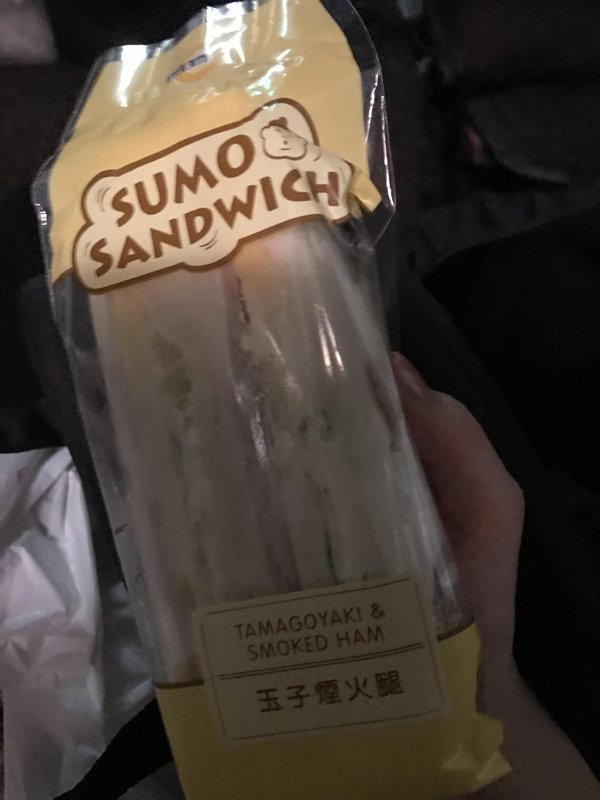 SUMO
SANDWICH
TAMAGOYAKI &
SMOKED HAM
玉子煙火腿